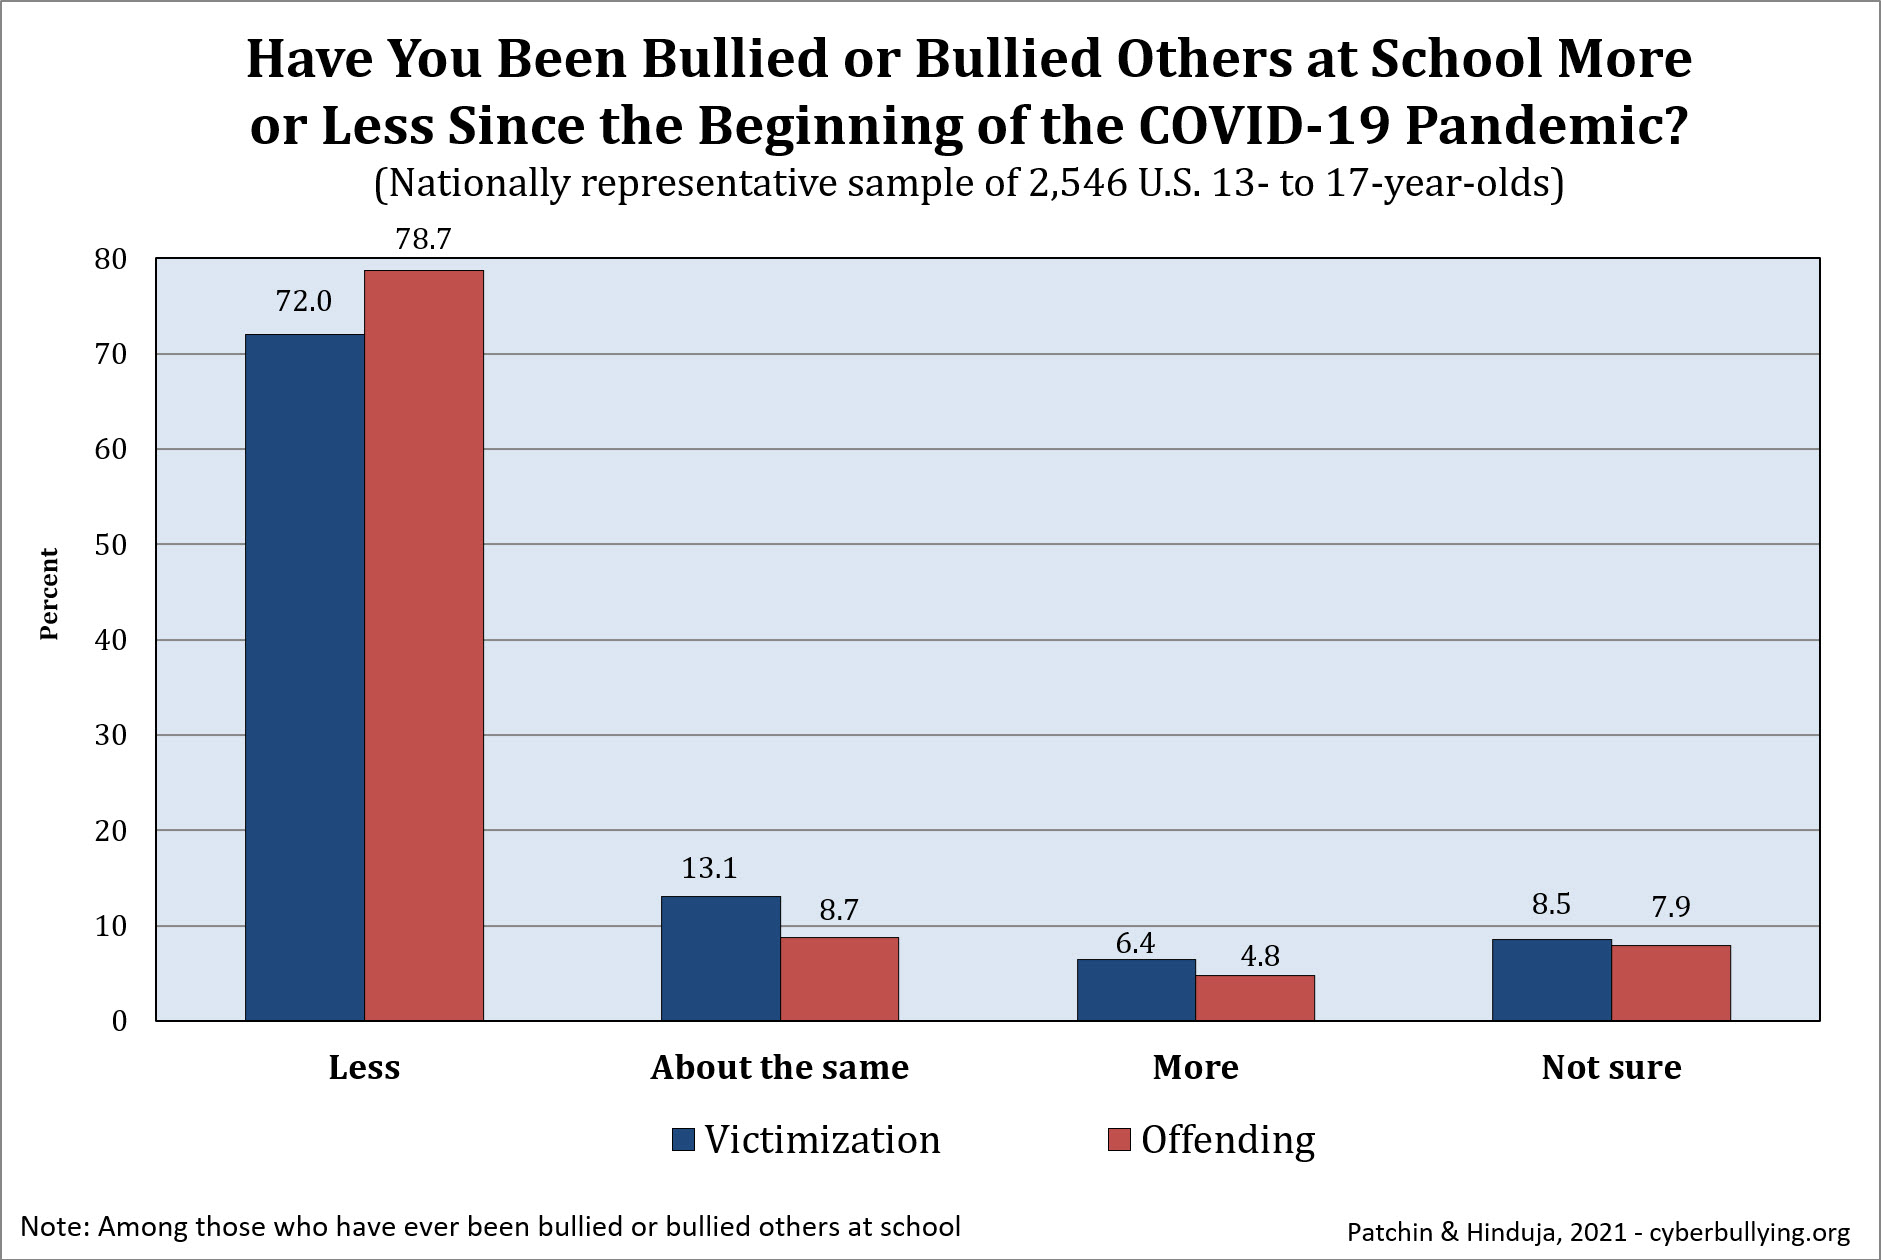 Have You Been Bullied or Bullied Others at School More
or Less Since the Beginning of the COVID-19 Pandemic?
(Nationally representative sample of 2,546 U.S. 13- to 17-year-olds)
Percent
80
70
60
50
40
30
20
10
0
72.0
78.7
13.1
8.7
6.4
4.8
8.5
7.9
Less
About the same
More
Not sure
Victimization
Offending
Note: Among those who have ever been bullied or bullied others at school
Patchin & Hinduja, 2021 - cyberbullying.org